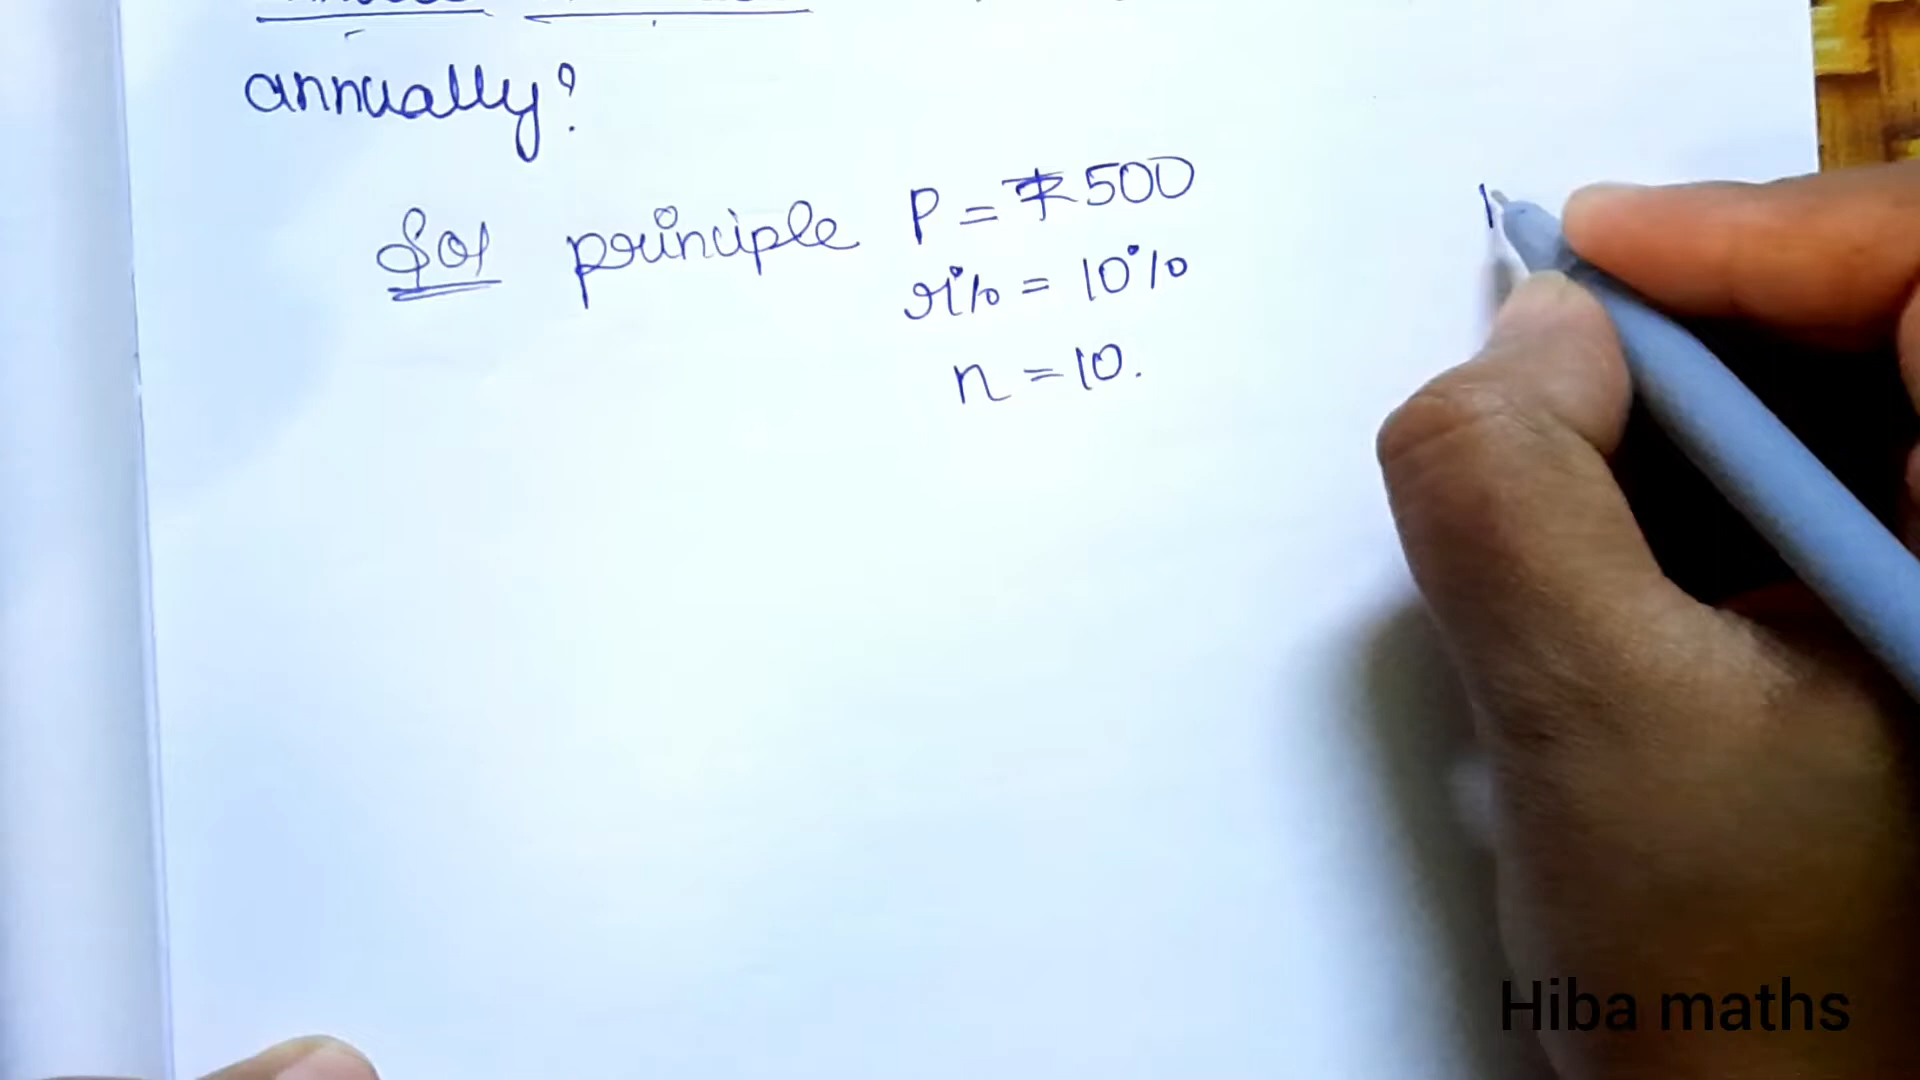 annually?
Sol principle P = ₹500
r% = 10%
n = 10.
Hiba maths